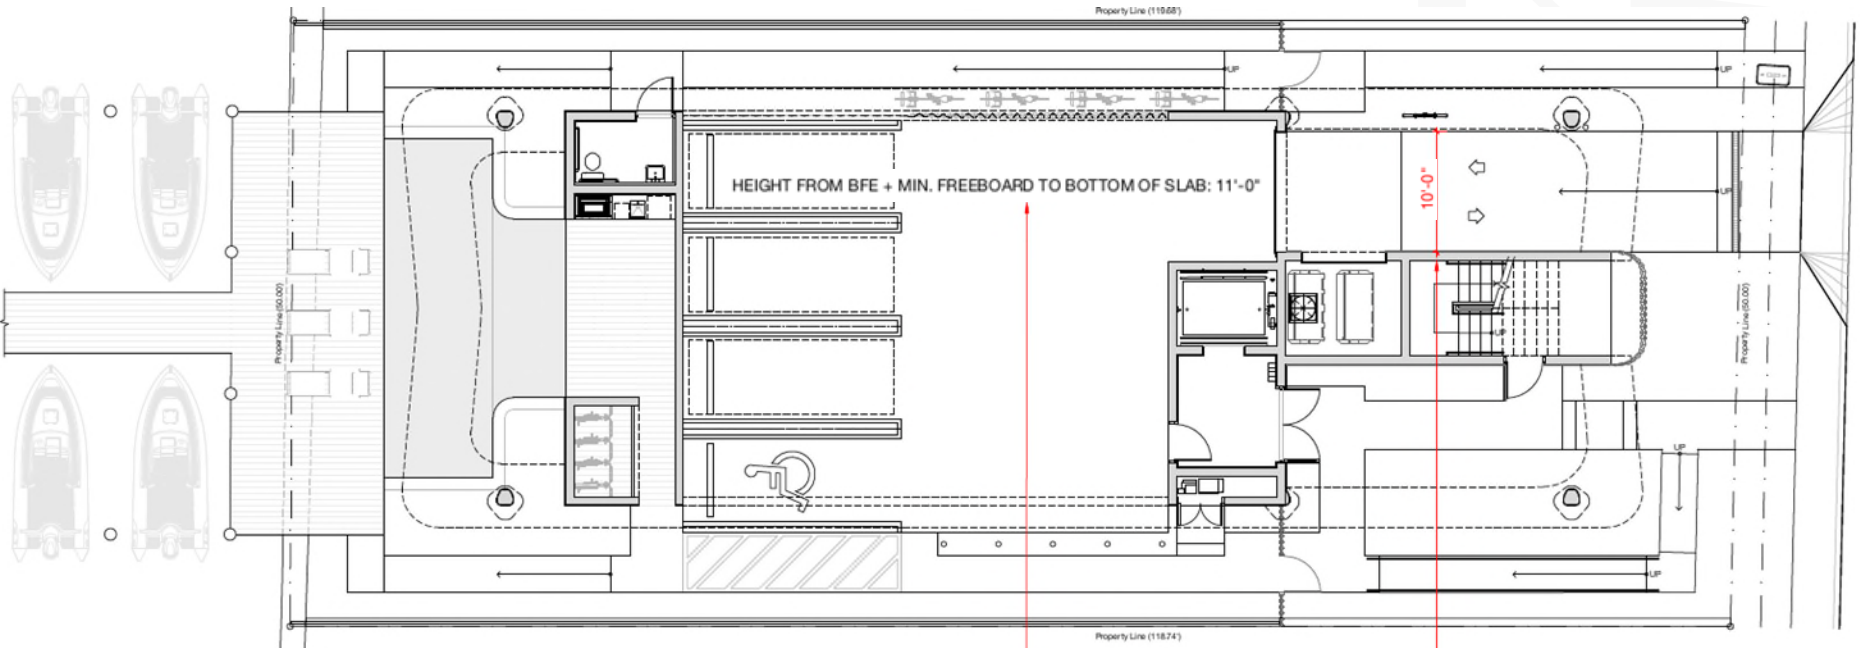 Property Line (119.68')
UP
UP
HEIGHT FROM BFE + MIN. FREEBOARD TO BOTTOM OF SLAB: 11'-0"
10'-0"
UP
Property Line (50.00')
UP
Property Line (50.00')
UP
UP
Property Line (118.74')